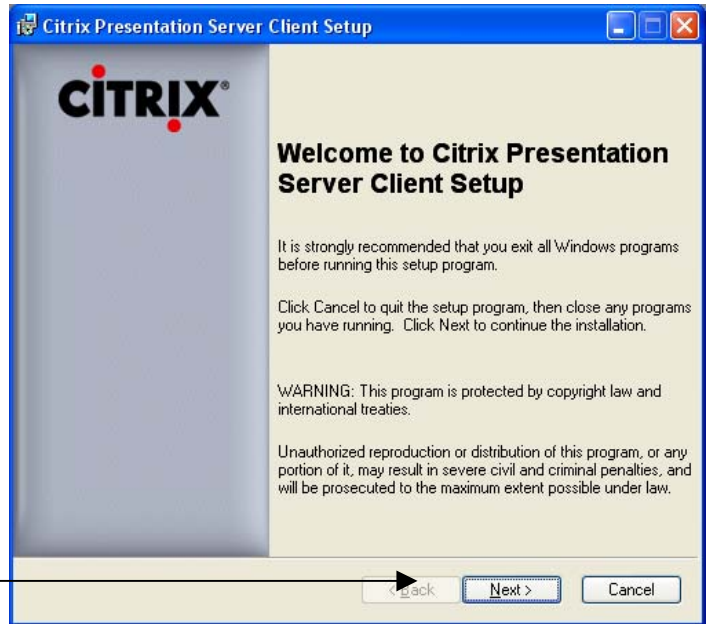 Citrix Presentation Server Client Setup
CITRIX®
Welcome to Citrix Presentation
Server Client Setup
It is strongly recommended that you exit all Windows programs
before running this setup program.
Click Cancel to quit the setup program, then close any programs
you have running. Click Next to continue the installation.
WARNING: This program is protected by copyright law and
international treaties.
Unauthorized reproduction or distribution of this program, or any
portion of it, may result in severe civil and criminal penalties, and
will be prosecuted to the maximum extent possible under law.
< Back
Next >
Cancel